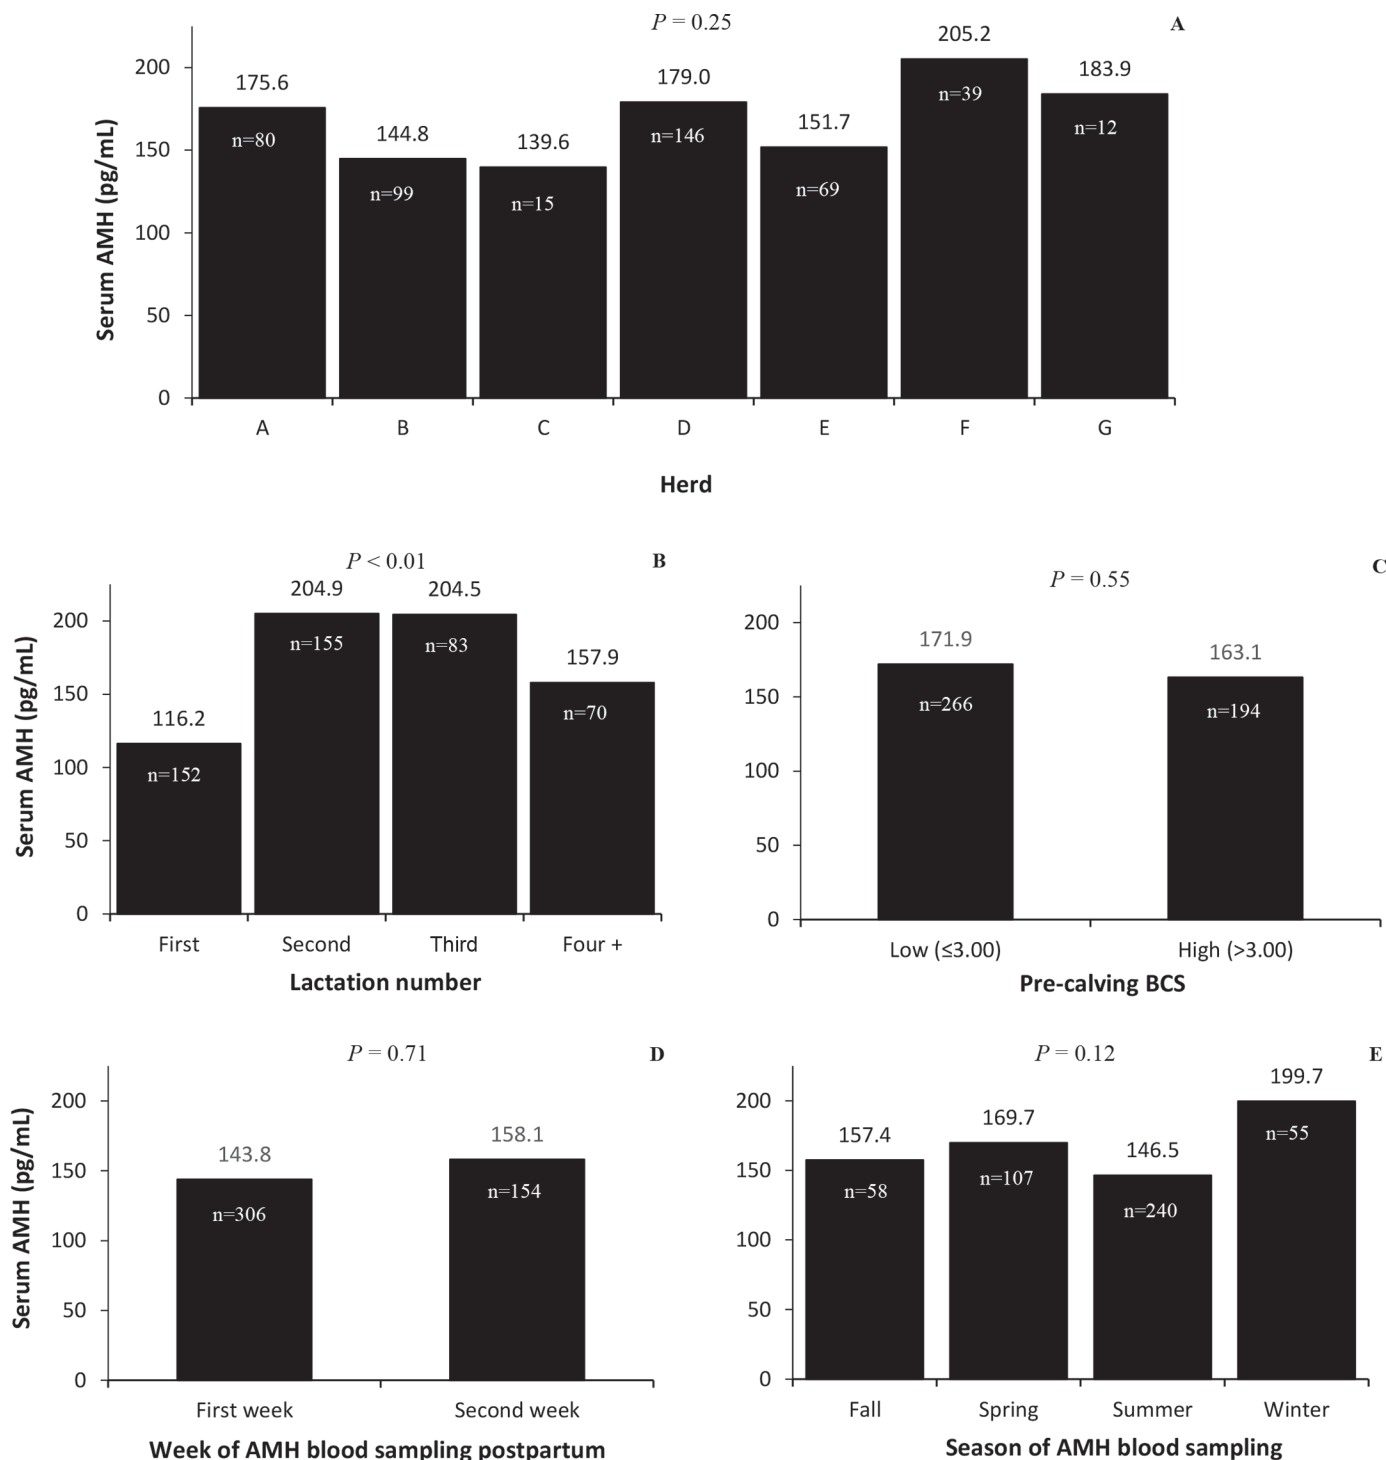 P = 0.25
A
Serum AMH (pg/mL)
200
150
100
50
0
175.6
144.8
139.6
179.0
151.7
205.2
183.9
n=80
n=99
n=15
n=146
n=69
n=39
n=12
A B C D E F G
Herd
P < 0.01
B
Serum AMH (pg/mL)
200
150
100
50
0
116.2
204.9
204.5
157.9
n=152
n=155
n=83
n=70
First Second Third Four +
Lactation number
P = 0.55
C
200
150
100
50
0
171.9
163.1
n=266
n=194
Low (≤3.00) High (>3.00)
Pre-calving BCS
P = 0.71
D
Serum AMH (pg/mL)
200
150
100
50
0
143.8
158.1
n=306
n=154
First week Second week
Week of AMH blood sampling postpartum
P = 0.12
E
200
150
100
50
0
157.4
169.7
146.5
199.7
n=58
n=107
n=240
n=55
Fall Spring Summer Winter
Season of AMH blood sampling